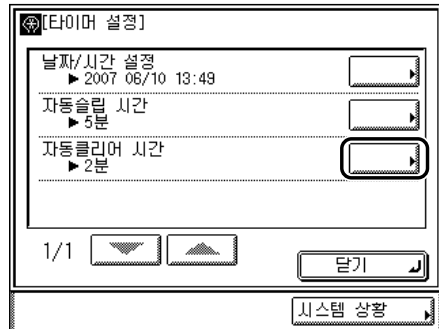 [타이머 설정]
날짜/시간 설정
▶ 2007 06/10 13:49
자동슬립 시간
▶ 5분
자동클리어 시간
▶ 2분
1/1
닫기
시스템 상황